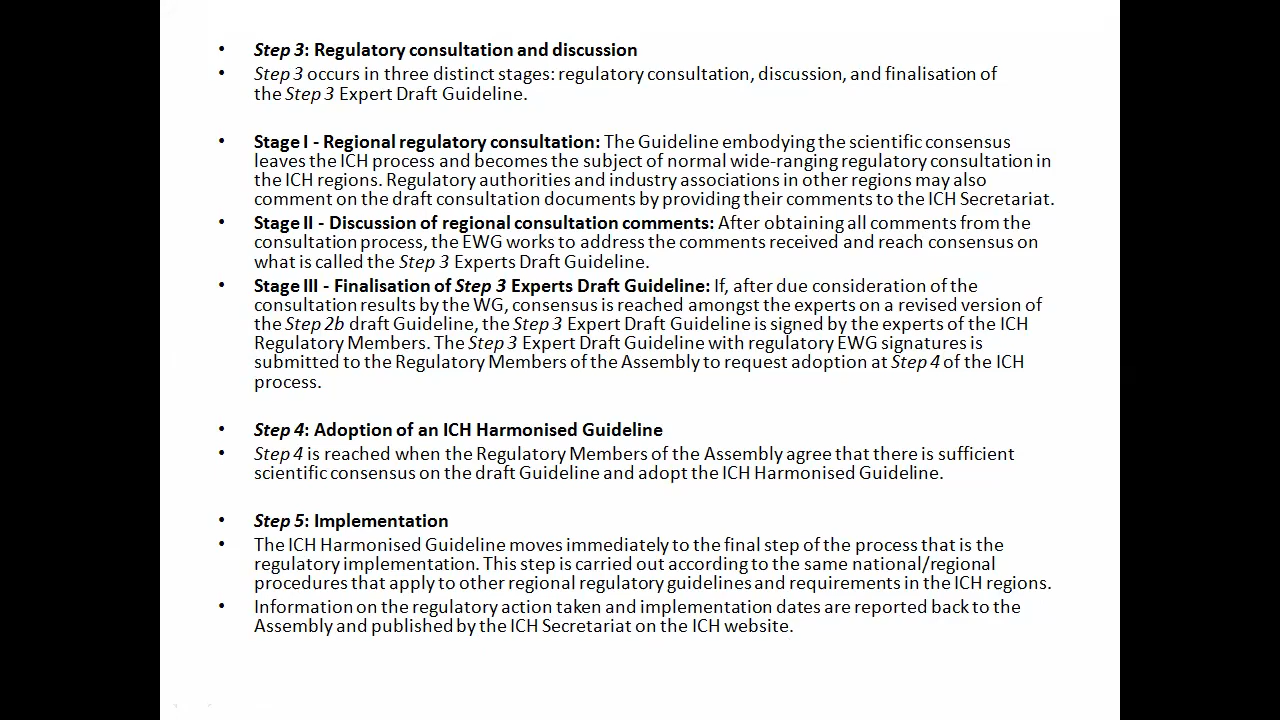 • Step 3: Regulatory consultation and discussion
• Step 3 occurs in three distinct stages: regulatory consultation, discussion, and finalisation of
the Step 3 Expert Draft Guideline.
• Stage I - Regional regulatory consultation: The Guideline embodying the scientific consensus
leaves the ICH process and becomes the subject of normal wide-ranging regulatory consultation in
the ICH regions. Regulatory authorities and industry associations in other regions may also
comment on the draft consultation documents by providing their comments to the ICH Secretariat.
• Stage II - Discussion of regional consultation comments: After obtaining all comments from the
consultation process, the EWG works to address the comments received and reach consensus on
what is called the Step 3 Experts Draft Guideline.
• Stage III - Finalisation of Step 3 Experts Draft Guideline: If, after due consideration of the
consultation results by the WG, consensus is reached amongst the experts on a revised version of
the Step 2b draft Guideline, the Step 3 Expert Draft Guideline is signed by the experts of the ICH
Regulatory Members. The Step 3 Expert Draft Guideline with regulatory EWG signatures is
submitted to the Regulatory Members of the Assembly to request adoption at Step 4 of the ICH
process.
• Step 4: Adoption of an ICH Harmonised Guideline
• Step 4 is reached when the Regulatory Members of the Assembly agree that there is sufficient
scientific consensus on the draft Guideline and adopt the ICH Harmonised Guideline.
• Step 5: Implementation
• The ICH Harmonised Guideline moves immediately to the final step of the process that is the
regulatory implementation. This step is carried out according to the same national/regional
procedures that apply to other regional regulatory guidelines and requirements in the ICH regions.
• Information on the regulatory action taken and implementation dates are reported back to the
Assembly and published by the ICH Secretariat on the ICH website.